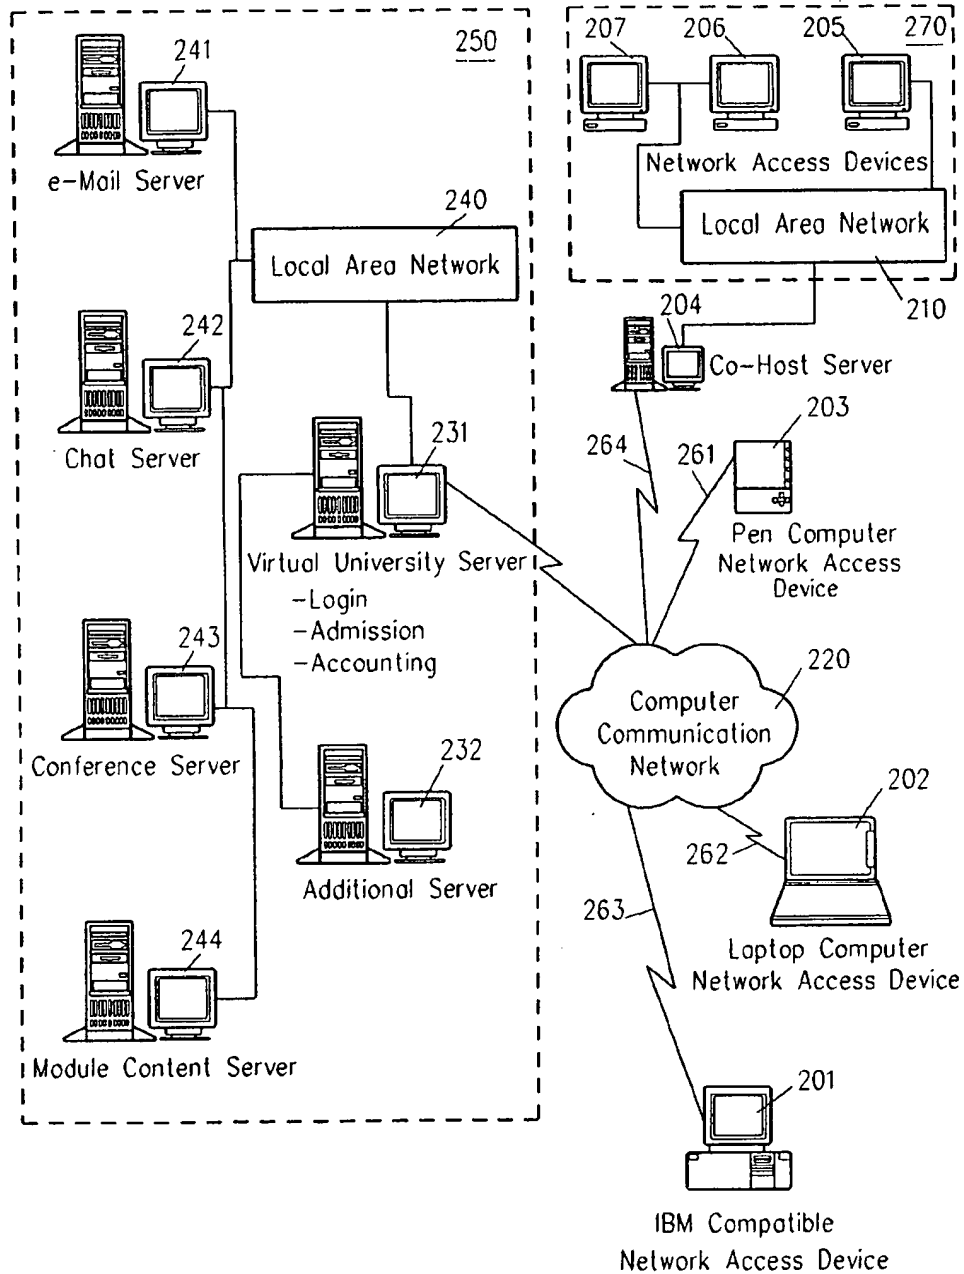 250
241
e-Mail Server
240
Local Area Network
242
Chat Server
231
Virtual University Server
-Login
-Admission
-Accounting
243
Conference Server
232
Additional Server
244
Module Content Server
207
206
205
270
Network Access Devices
Local Area Network
210
204
Co-Host Server
264
261
203
Pen Computer
Network Access
Device
220
Computer
Communication
Network
202
262
263
Laptop Computer
Network Access Device
201
IBM Compatible
Network Access Device